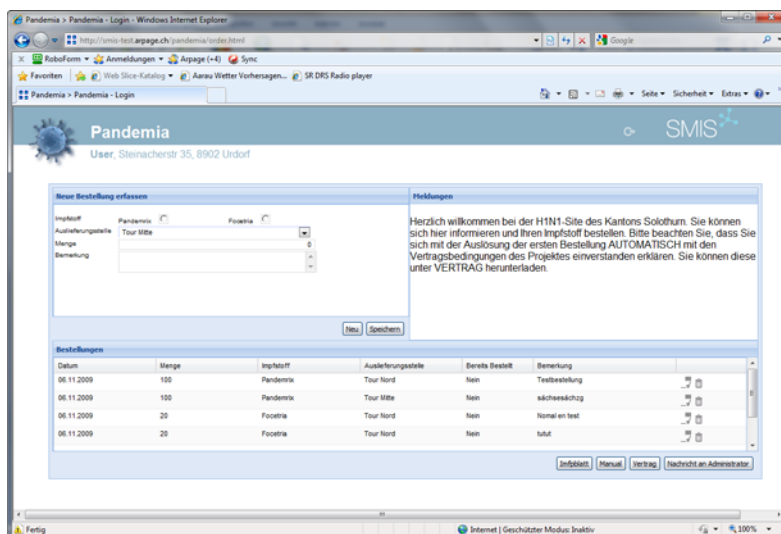 Pandemia > Pandemia - Login - Windows Internet Explorer
http://smis-test.arpage.ch/pandemia/order.html
Google
RoboForm Anmeldungen Arpage (+4) Sync
Favoriten Web Slice-Katalog Aarau Wetter Vorhersagen... SR DRS Radio player
Pandemia > Pandemia - Login
Seite Sicherheit Extras
Pandemia
SMIS
User, Steinacherstr 35, 8902 Urdorf
Neue Bestellung erfassen
Impfstoff Pandemrix Focetria
Auslieferungsstelle Tour Mitte
Menge 0
Bemerkung
Neu Speichern
Meldungen
Herzlich willkommen bei der H1N1-Site des Kantons Solothurn. Sie können
sich hier informieren und Ihren Impfstoff bestellen. Bitte beachten Sie, dass Sie
sich mit der Auslösung der ersten Bestellung AUTOMATISCH mit den
Vertragsbedingungen des Projektes einverstanden erklären. Sie können diese
unter VERTRAG herunterladen.
Bestellungen
Datum Menge Impfstoff Auslieferungsstelle Bereits Bestellt Bemerkung
06.11.2009 100 Pandemrix Tour Nord Nein Testbestellung
06.11.2009 100 Pandemrix Tour Mitte Nein sächsesächzg
06.11.2009 20 Focetria Tour Nord Nein Nomal en test
06.11.2009 20 Focetria Tour Nord Nein tutut
Imfpblatt Manual Vertrag Nachricht an Administrator
Fertig
Internet | Geschützter Modus: Inaktiv
100%